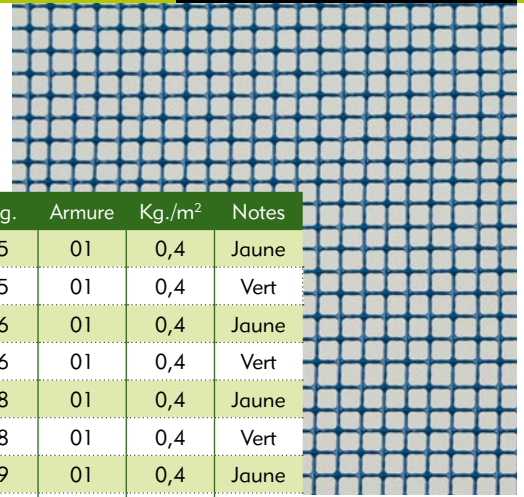 g. Armure Kg./m² Notes
5 01 0,4 Jaune
5 01 0,4 Vert
6 01 0,4 Jaune
6 01 0,4 Vert
8 01 0,4 Jaune
8 01 0,4 Vert
9 01 0,4 Jaune